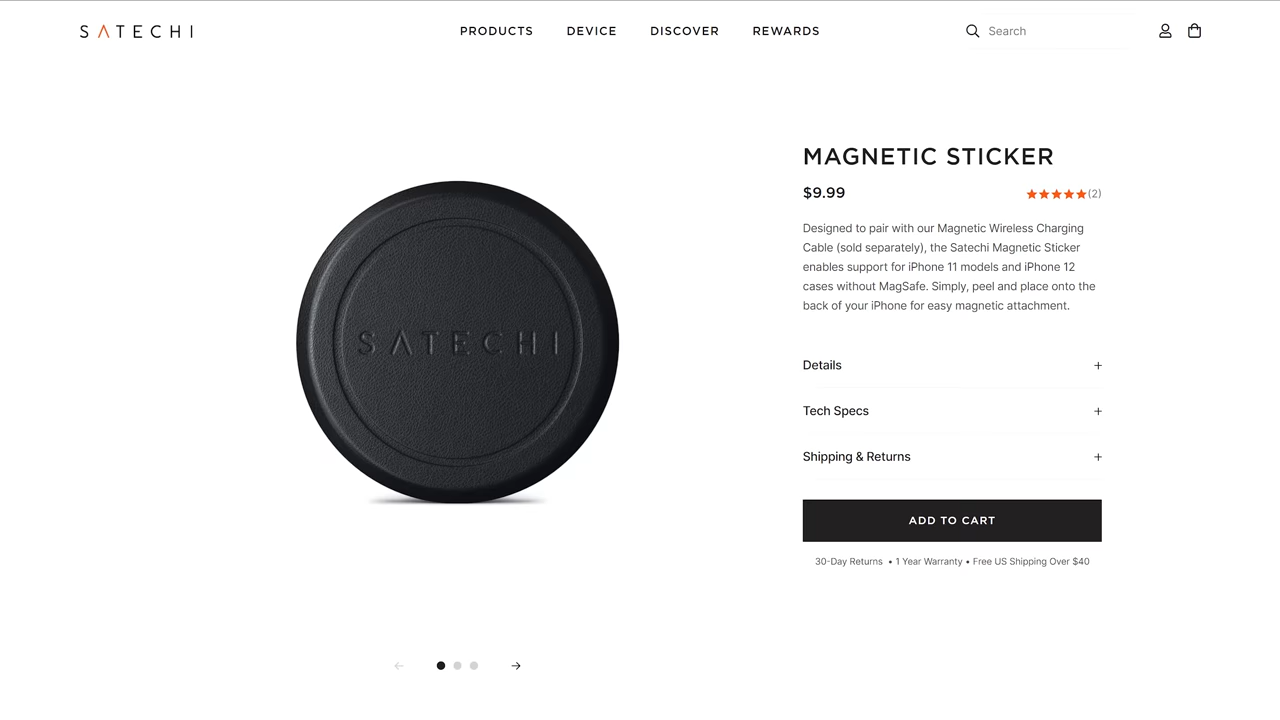 SATECHI
PRODUCTS DEVICE DISCOVER REWARDS
Search
MAGNETIC STICKER
$9.99
(2)
Designed to pair with our Magnetic Wireless Charging
Cable (sold separately), the Satechi Magnetic Sticker
enables support for iPhone 11 models and iPhone 12
cases without MagSafe. Simply, peel and place onto the
back of your iPhone for easy magnetic attachment.
SATECHI
Details +
Tech Specs +
Shipping & Returns +
ADD TO CART
30-Day Returns • 1 Year Warranty • Free US Shipping Over $40